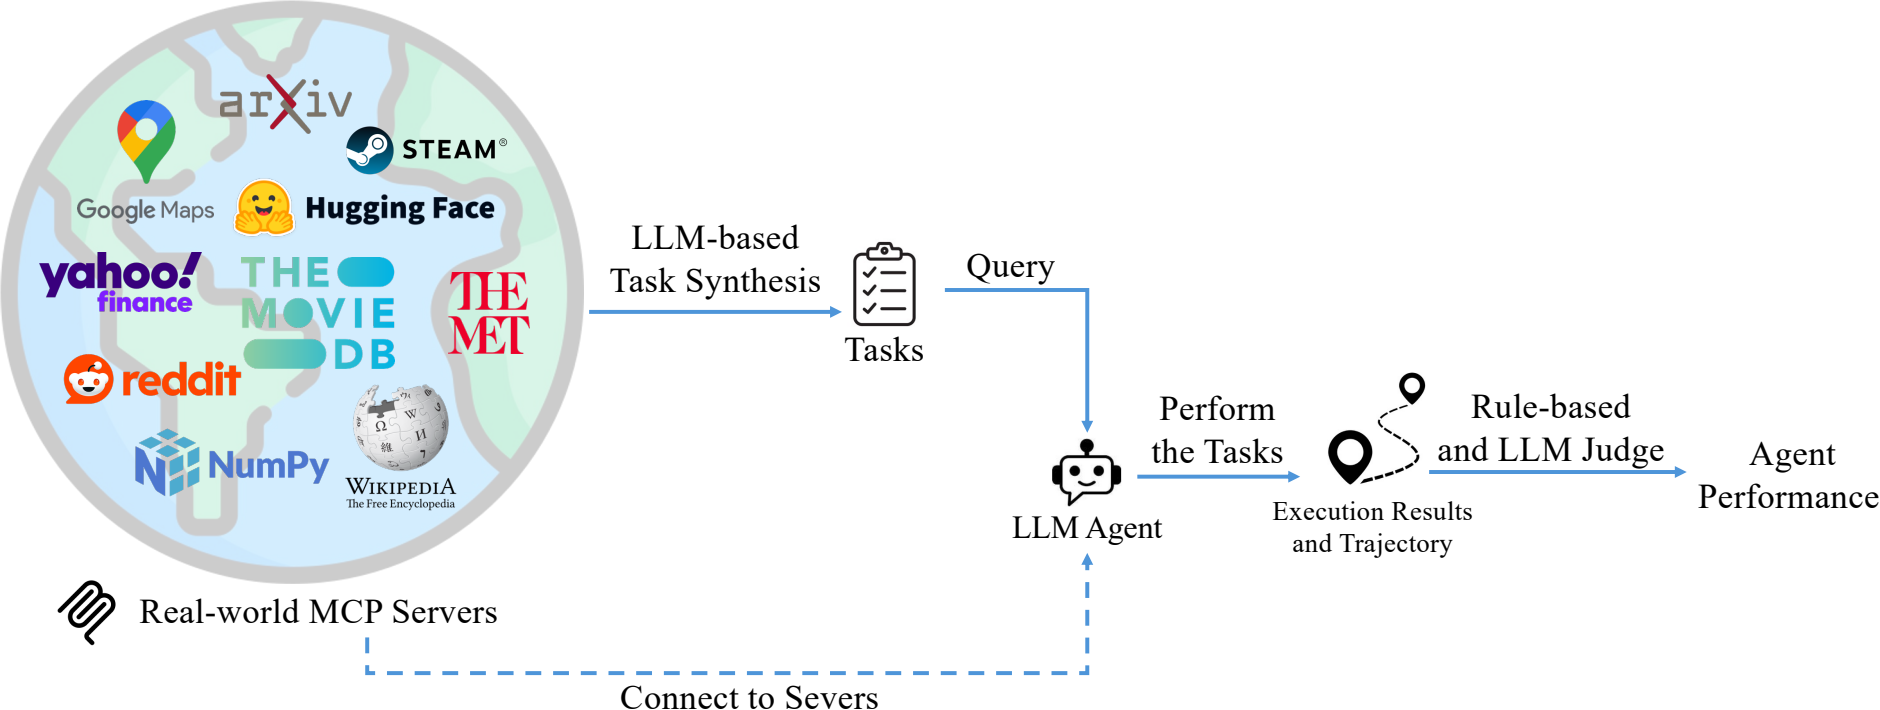 arXiv
STEAM®
Google Maps
Hugging Face
yahoo!
finance
THE
MOVIE
DB
THE
MET
reddit
NumPy
WIKIPEDIA
The Free Encyclopedia
Real-world MCP Servers
LLM-based
Task Synthesis
Tasks
Query
LLM Agent
Connect to Severs
Perform
the Tasks
Execution Results
and Trajectory
Rule-based
and LLM Judge
Agent
Performance